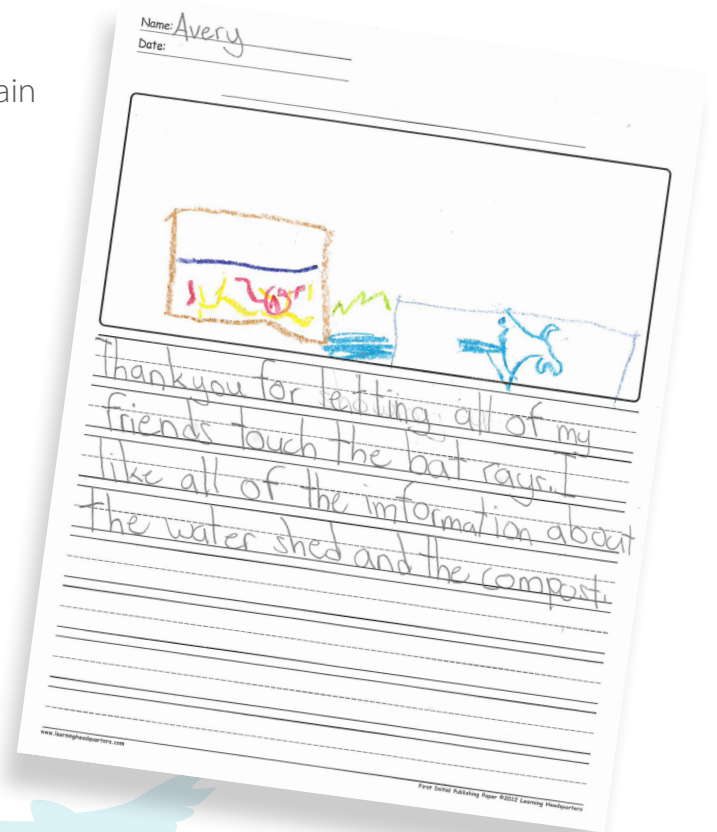 ain
Name: Avery
Date:
Thankyou for letting all of my
friends touch the bat rays. I
like all of the imformation about
the water shed and the compost.
www.learningheadquarters.com
First Initial Publishing Paper ©2012 Learning Headquarters